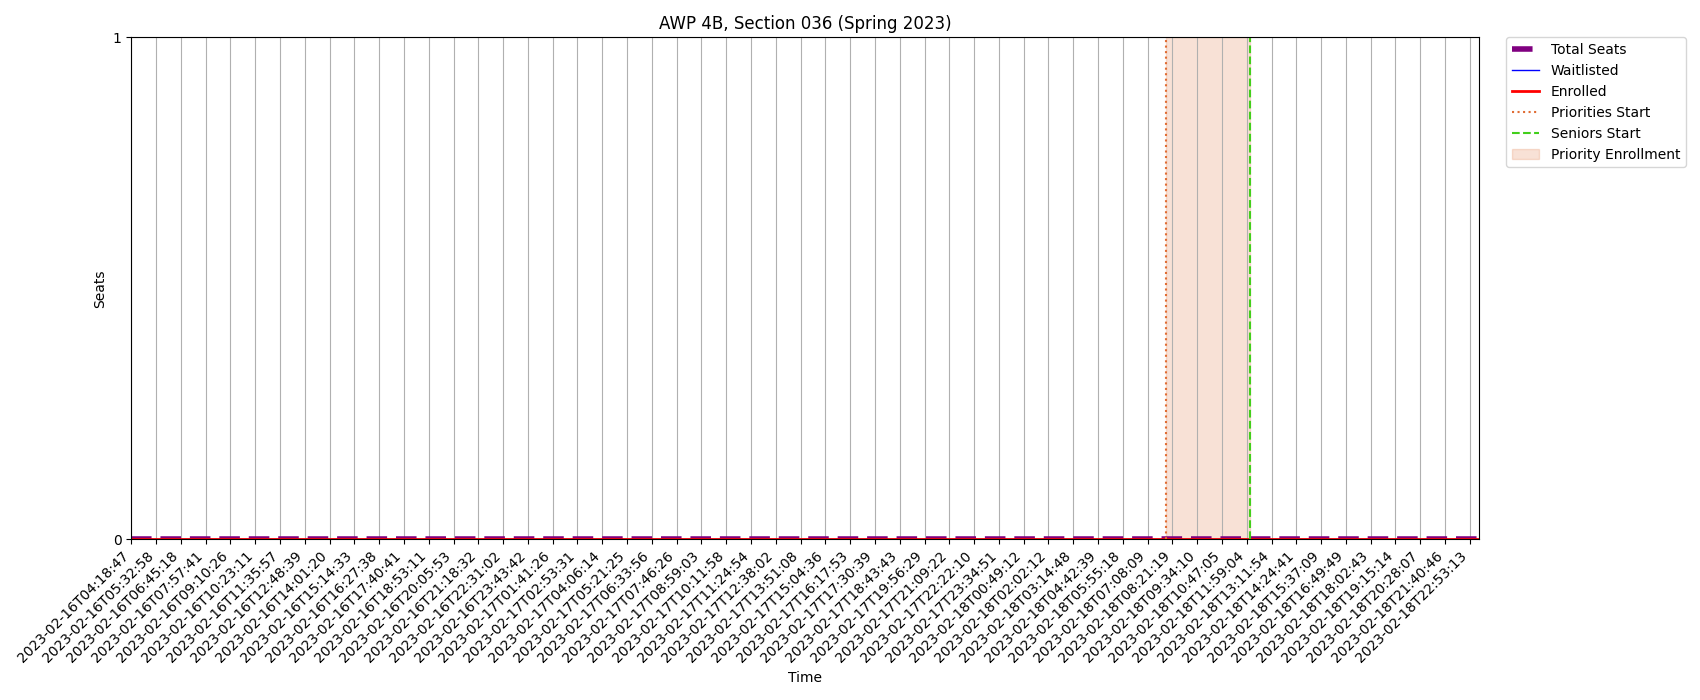 AWP 4B, Section 036 (Spring 2023)
1
0
Seats
Total Seats
Waitlisted
Enrolled
Priorities Start
Seniors Start
Priority Enrollment
2023-02-16T04:18:47
2023-02-16T05:32:58
2023-02-16T06:45:18
2023-02-16T07:57:41
2023-02-16T09:10:26
2023-02-16T10:23:11
2023-02-16T11:35:57
2023-02-16T12:48:39
2023-02-16T14:01:20
2023-02-16T15:14:33
2023-02-16T16:27:38
2023-02-16T17:40:41
2023-02-16T18:53:11
2023-02-16T20:05:53
2023-02-16T21:18:32
2023-02-16T22:31:02
2023-02-16T23:43:42
2023-02-17T01:41:26
2023-02-17T02:53:31
2023-02-17T04:06:14
2023-02-17T05:21:25
2023-02-17T06:33:56
2023-02-17T07:46:26
2023-02-17T08:59:03
2023-02-17T10:11:58
2023-02-17T11:24:54
2023-02-17T12:38:02
2023-02-17T13:51:08
2023-02-17T15:04:36
2023-02-17T16:17:53
2023-02-17T17:30:39
2023-02-17T18:43:43
2023-02-17T19:56:29
2023-02-17T21:09:22
2023-02-17T22:22:10
2023-02-17T23:34:51
2023-02-18T00:49:12
2023-02-18T02:02:12
2023-02-18T03:14:48
2023-02-18T04:42:39
2023-02-18T05:55:18
2023-02-18T07:08:09
2023-02-18T08:21:19
2023-02-18T09:34:10
2023-02-18T10:47:05
2023-02-18T11:59:04
2023-02-18T13:11:54
2023-02-18T14:24:41
2023-02-18T15:37:09
2023-02-18T16:49:49
2023-02-18T18:02:43
2023-02-18T19:15:14
2023-02-18T20:28:07
2023-02-18T21:40:46
2023-02-18T22:53:13
Time